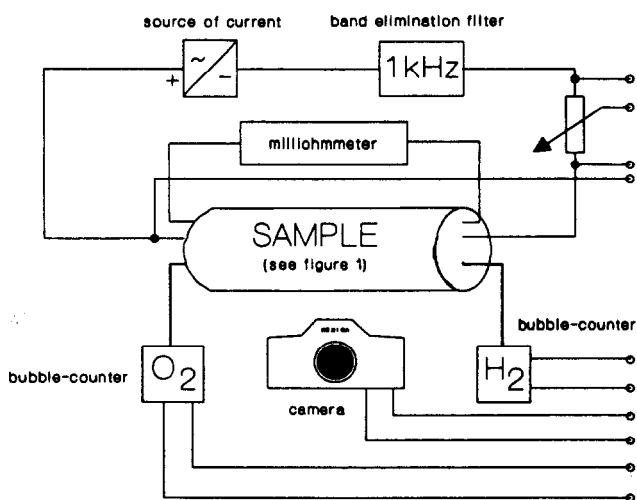 source of current
band elimination filter
~
+ −
1kHz
milliohmmeter
SAMPLE
(see figure 1)
bubble-counter
O2
bubble-counter
H2
camera